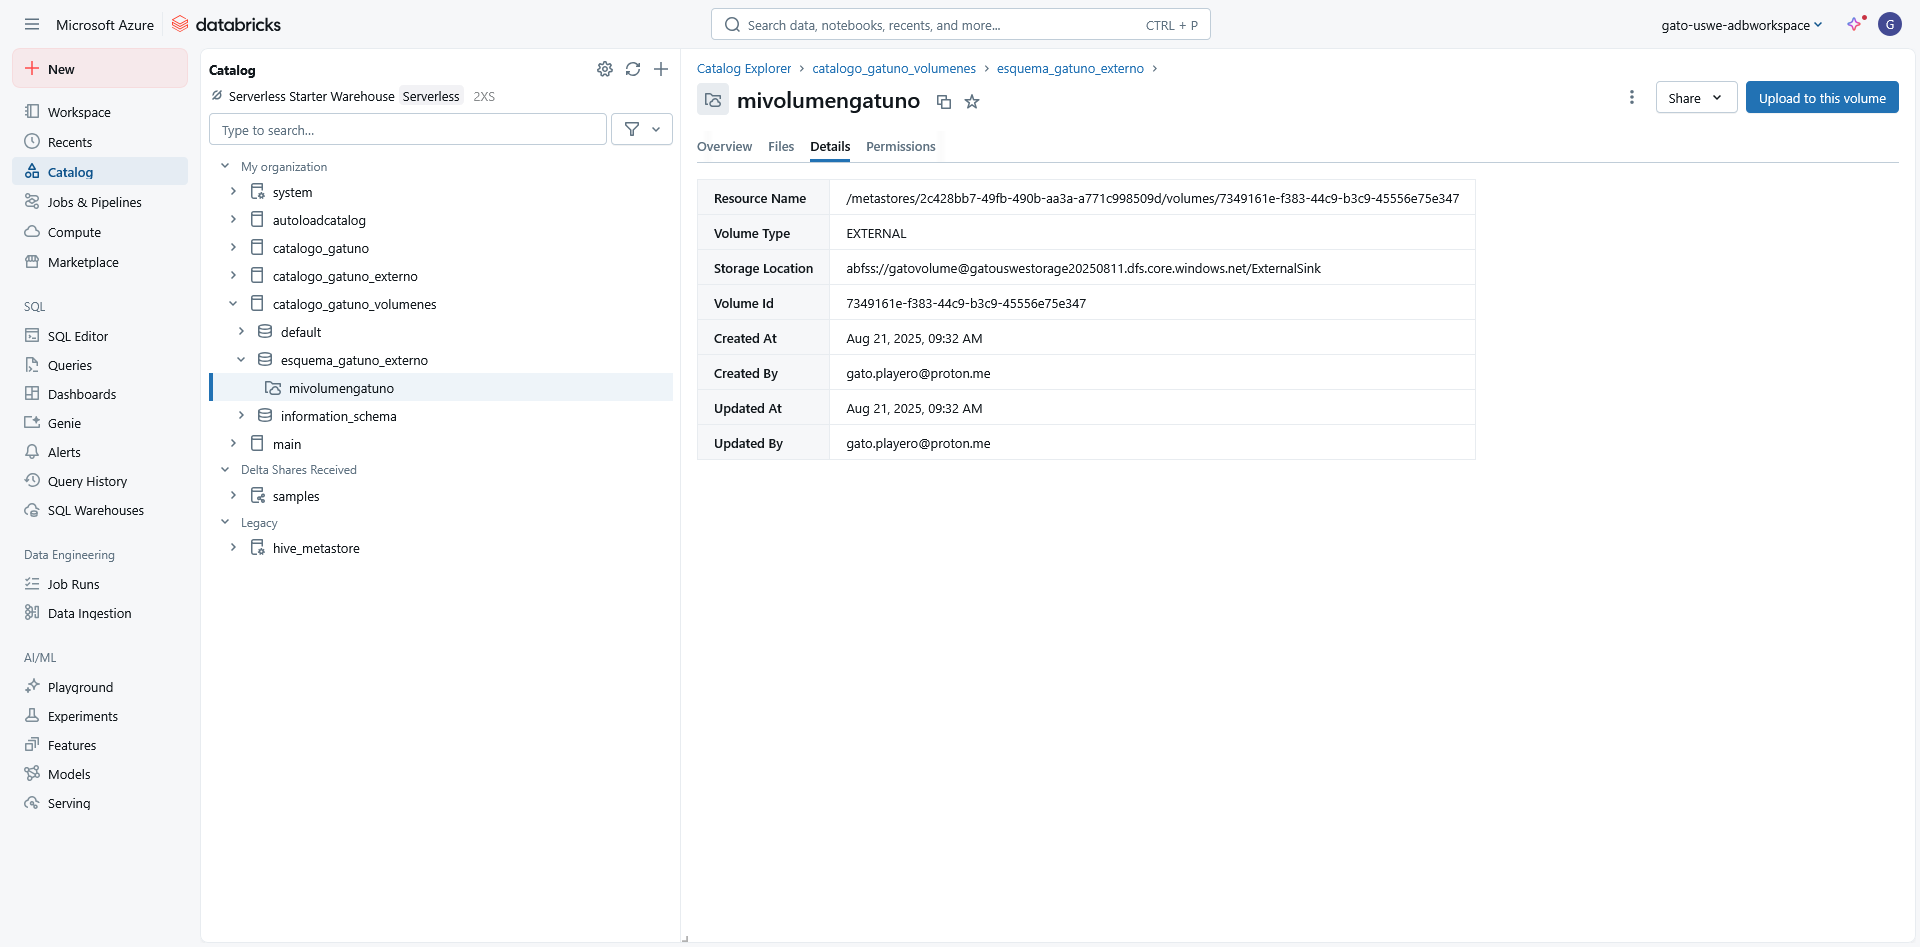 Microsoft Azure databricks
Search data, notebooks, recents, and more... CTRL + P
gato-uswe-adbworkspace G
New
Workspace
Recents
Catalog
Jobs & Pipelines
Compute
Marketplace
SQL
SQL Editor
Queries
Dashboards
Genie
Alerts
Query History
SQL Warehouses
Data Engineering
Job Runs
Data Ingestion
AI/ML
Playground
Experiments
Features
Models
Serving
Catalog
Serverless Starter Warehouse Serverless 2XS
Type to search...
My organization
system
autoloadcatalog
catalogo_gatuno
catalogo_gatuno_externo
catalogo_gatuno_volumenes
default
esquema_gatuno_externo
mivolumengatuno
information_schema
main
Delta Shares Received
samples
Legacy
hive_metastore
Catalog Explorer › catalogo_gatuno_volumenes › esquema_gatuno_externo ›
mivolumengatuno
Share Upload to this volume
Overview Files Details Permissions
Resource Name /metastores/2c428bb7-49fb-490b-aa3a-a771c998509d/volumes/7349161e-f383-44c9-b3c9-45556e75e347
Volume Type EXTERNAL
Storage Location abfss://gatovolume@gatouswestorage20250811.dfs.core.windows.net/ExternalSink
Volume Id 7349161e-f383-44c9-b3c9-45556e75e347
Created At Aug 21, 2025, 09:32 AM
Created By gato.playero@proton.me
Updated At Aug 21, 2025, 09:32 AM
Updated By gato.playero@proton.me